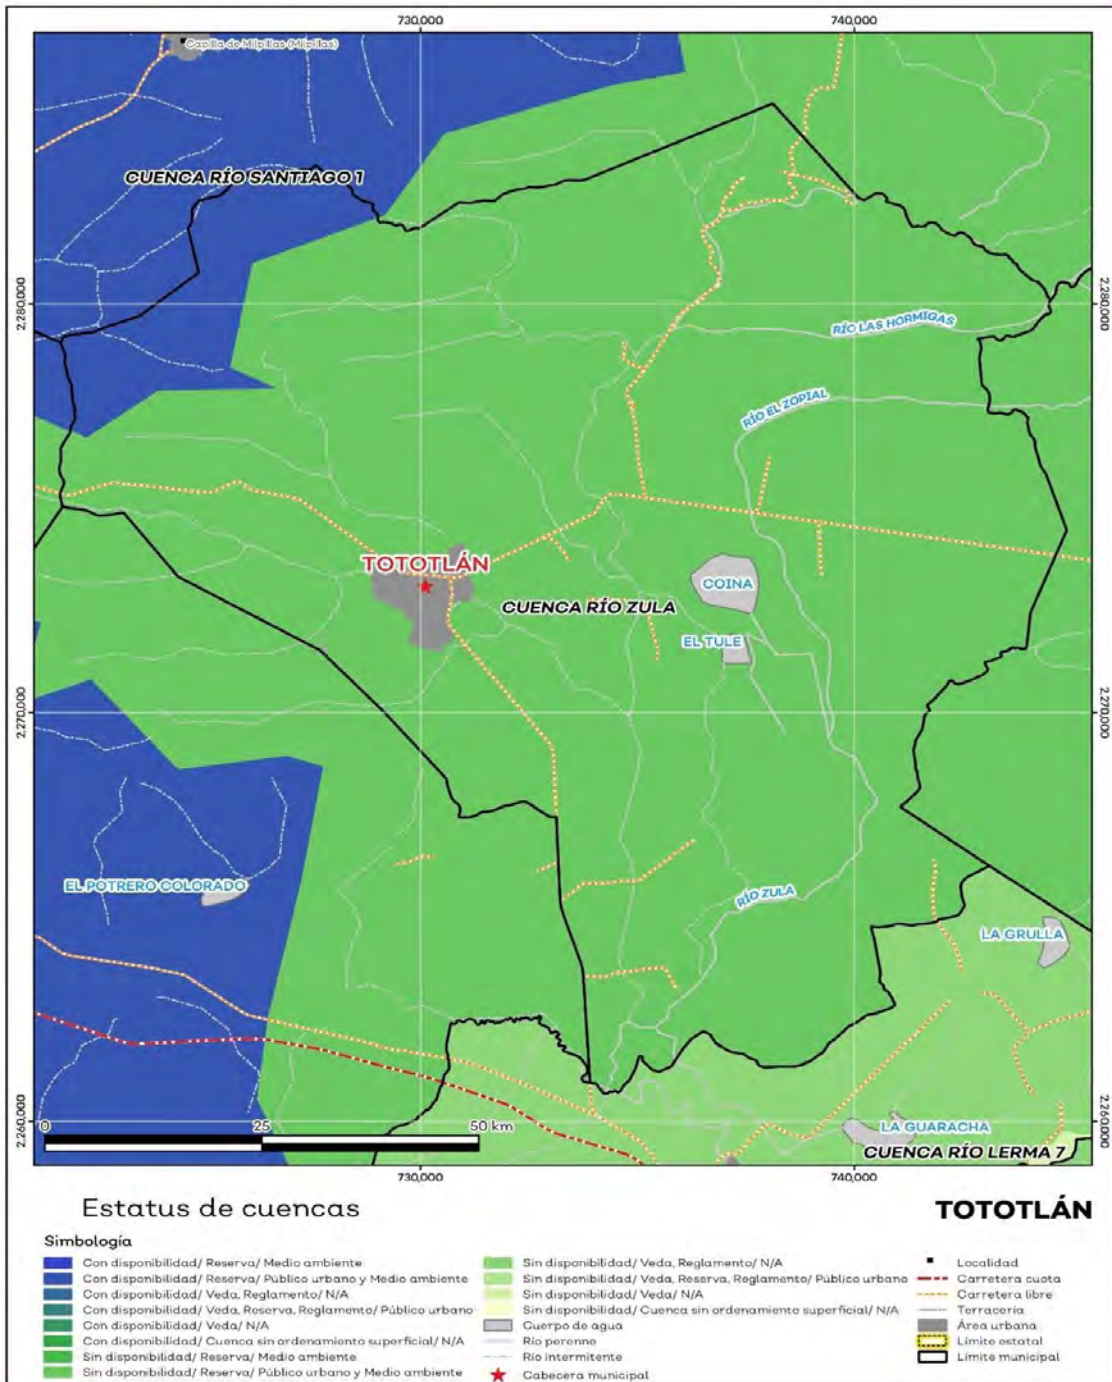 730,000 740,000
Capilla de Milpillas (Milpillas)
CUENCA RÍO SANTIAGO 1
2,280,000 2,280,000
RÍO LAS HORMIGAS
RÍO EL ZOPIAL
TOTOTLÁN
COINA
CUENCA RÍO ZULA
EL TULE
2,270,000 2,270,000
EL POTRERO COLORADO
RÍO ZULA
LA GRULLA
2,260,000 2,260,000
0 25 50 km
LA GUARACHA
CUENCA RÍO LERMA 7
730,000 740,000
Estatus de cuencas
TOTOTLÁN
Simbología
Con disponibilidad/ Reserva/ Medio ambiente
Con disponibilidad/ Reserva/ Público urbano y Medio ambiente
Con disponibilidad/ Veda, Reglamento/ N/A
Con disponibilidad/ Veda, Reserva, Reglamento/ Público urbano
Con disponibilidad/ Veda/ N/A
Con disponibilidad/ Cuenca sin ordenamiento superficial/ N/A
Sin disponibilidad/ Reserva/ Medio ambiente
Sin disponibilidad/ Reserva/ Público urbano y Medio ambiente
Sin disponibilidad/ Veda, Reglamento/ N/A
Sin disponibilidad/ Veda, Reserva, Reglamento/ Público urbano
Sin disponibilidad/ Veda/ N/A
Sin disponibilidad/ Cuenca sin ordenamiento superficial/ N/A
Cuerpo de agua
Río perenne
Río intermitente
Cabecera municipal
Localidad
Carretera cuota
Carretera libre
Terracería
Área urbana
Límite estatal
Límite municipal